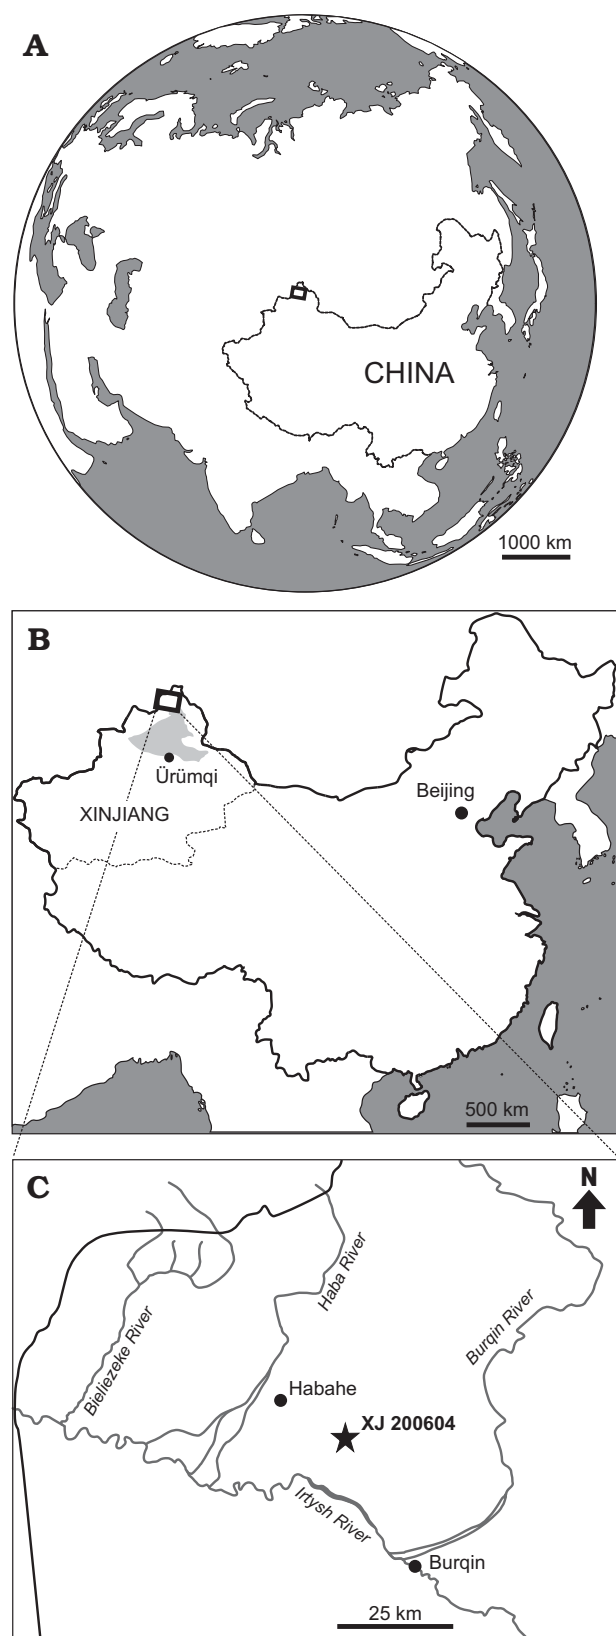 A
CHINA
1000 km
B
Ürümqi
Beijing
XINJIANG
500 km
C
N
Haba River
Burqin River
Bieliezeke River
Habahe
XJ 200604
Irtysh River
Burqin
25 km